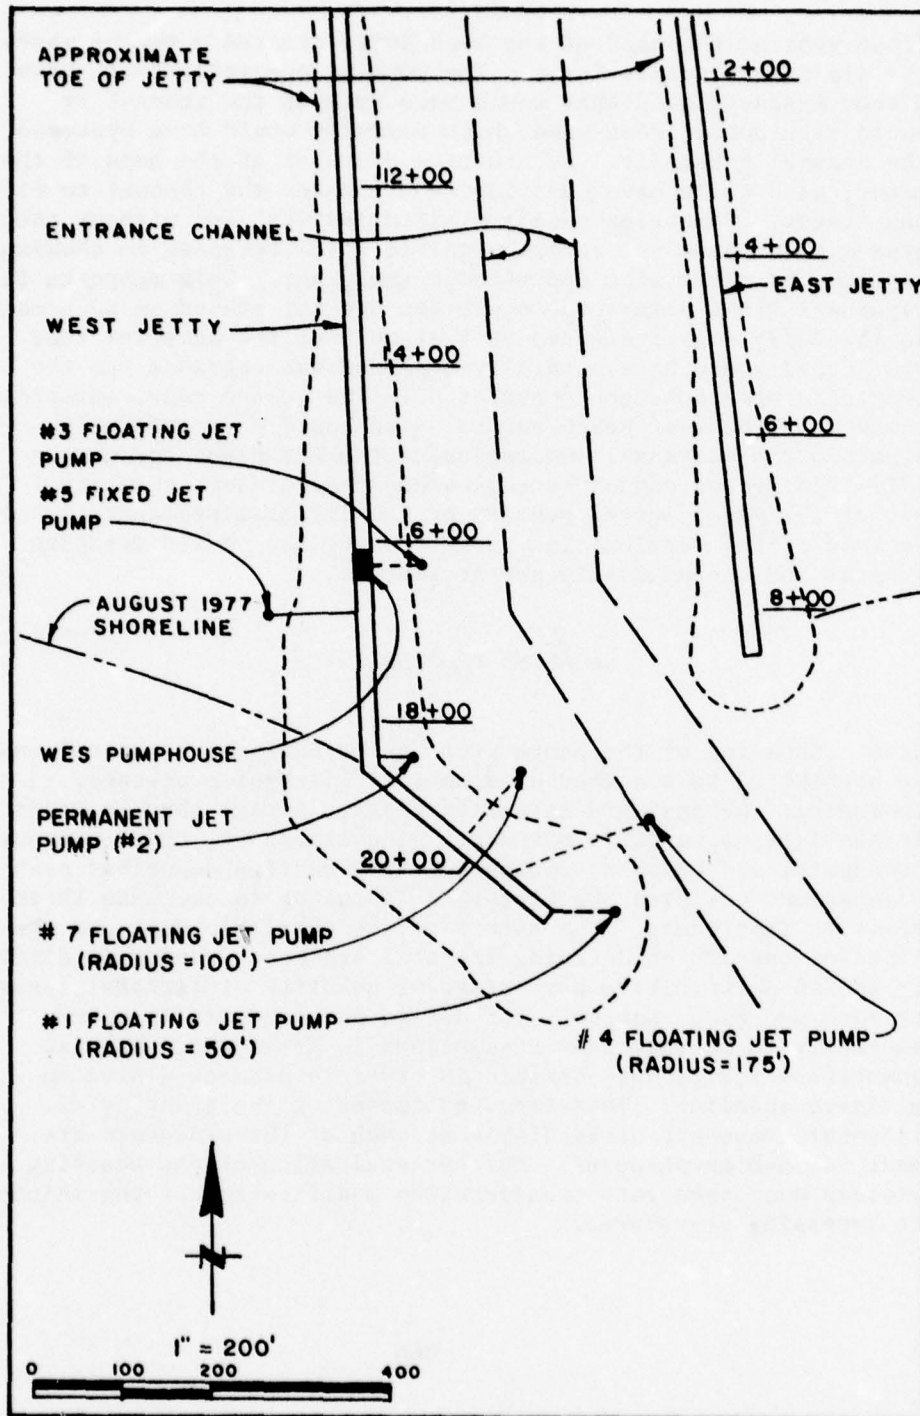 APPROXIMATE
TOE OF JETTY
2+00
12+00
ENTRANCE CHANNEL
4+00
EAST JETTY
WEST JETTY
14+00
#3 FLOATING JET
PUMP
6+00
#5 FIXED JET
PUMP
16+00
AUGUST 1977
SHORELINE
8+00
18+00
WES PUMPHOUSE
PERMANENT JET
PUMP (#2)
20+00
#7 FLOATING JET PUMP
(RADIUS=100')
#1 FLOATING JET PUMP
(RADIUS = 50')
#4 FLOATING JET PUMP
(RADIUS=175')
N
1" = 200'
0 100 200 400